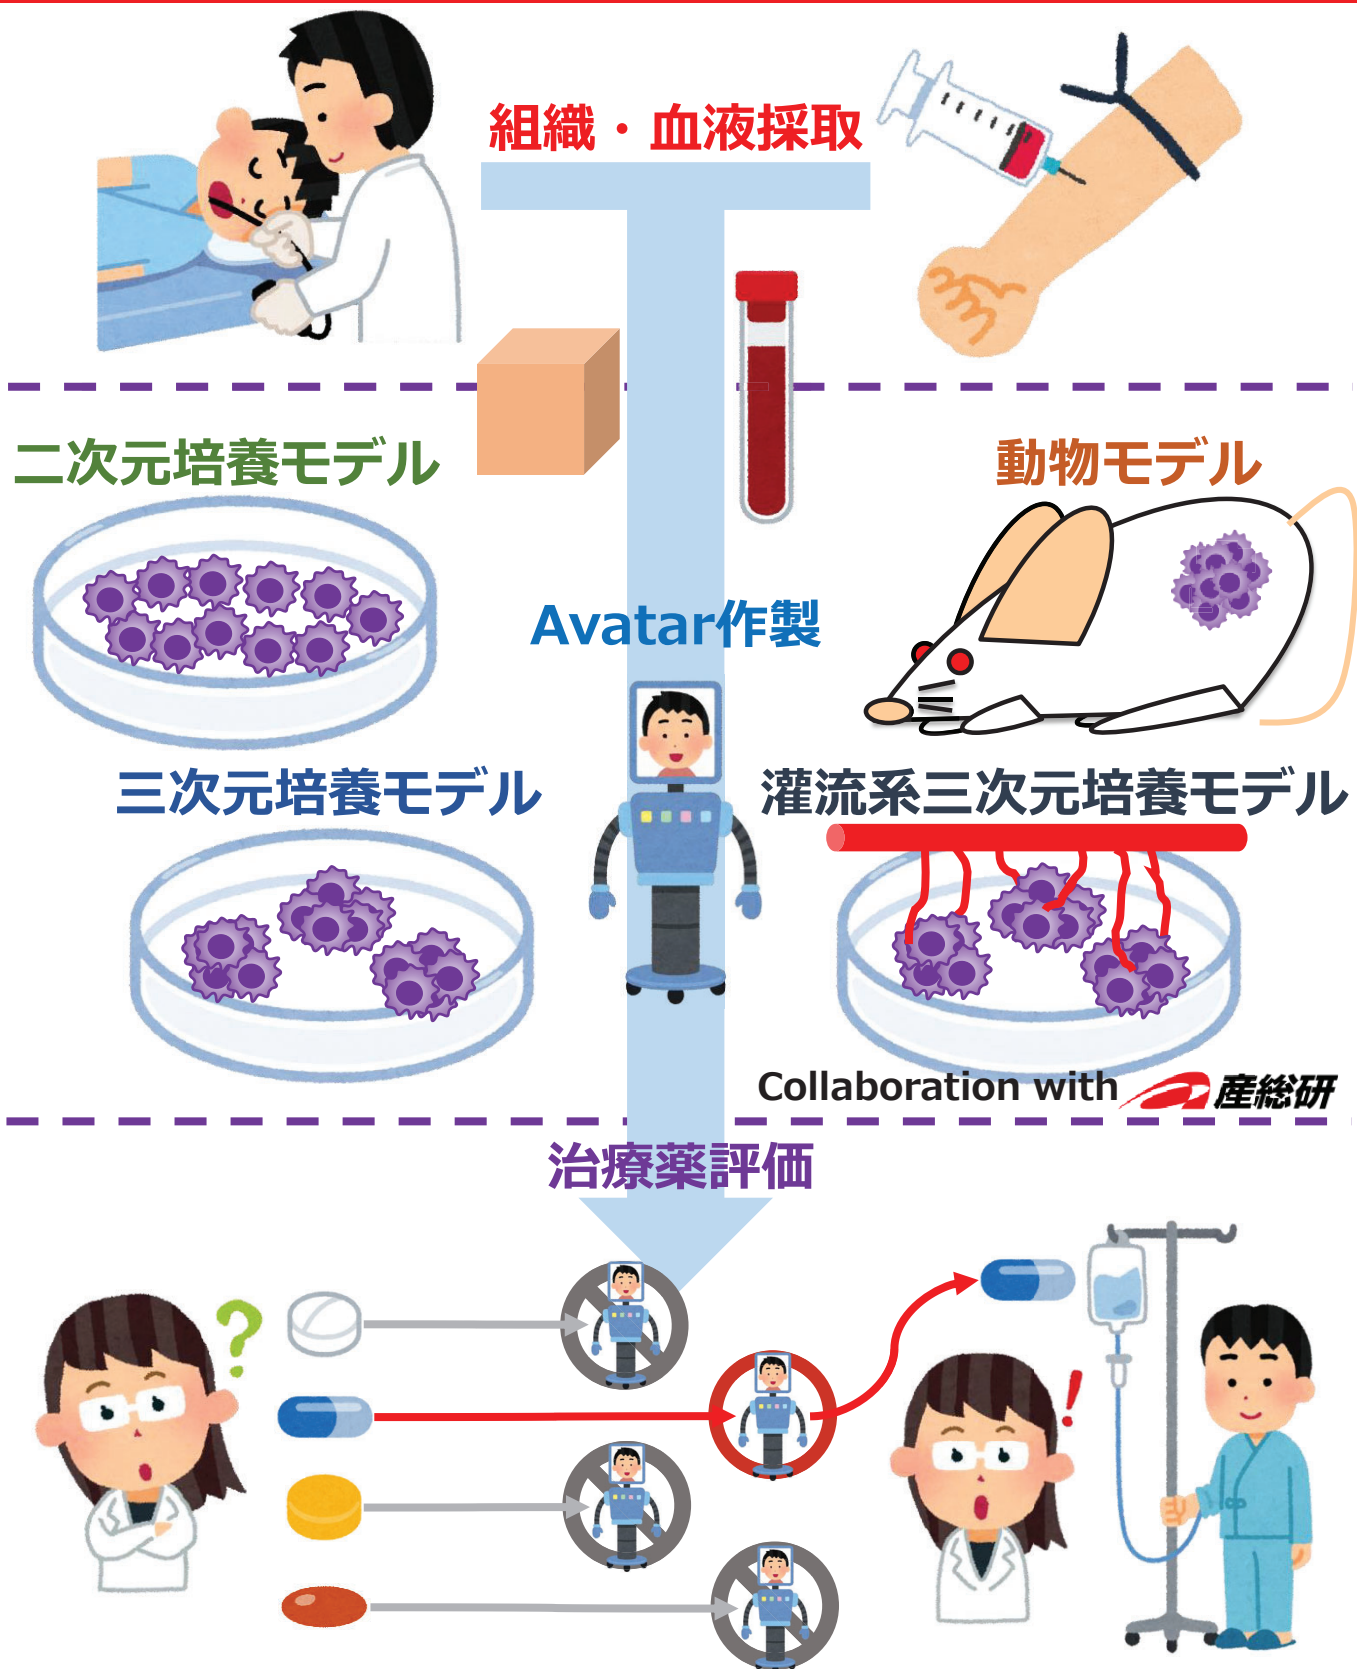 組織・血液採取
二次元培養モデル
動物モデル
Avatar作製
三次元培養モデル
灌流系三次元培養モデル
Collaboration with 産総研
治療薬評価
?
!